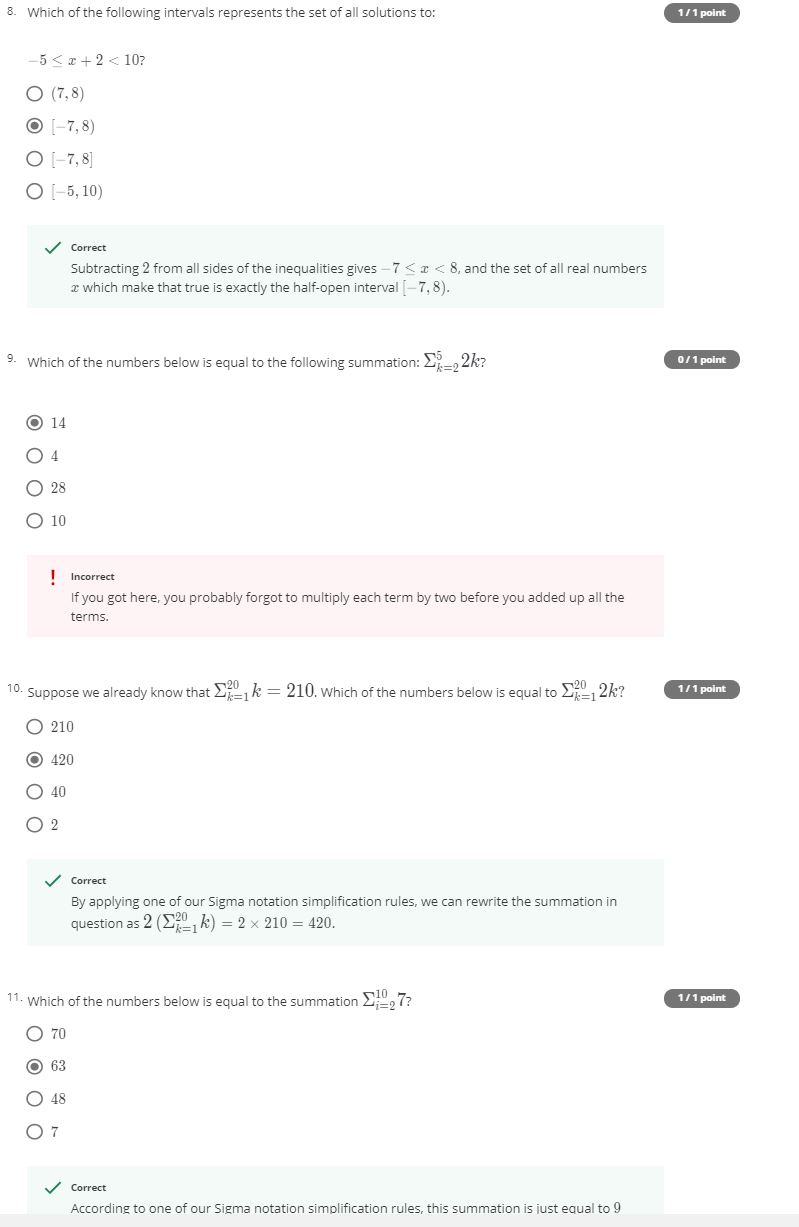 8. Which of the following intervals represents the set of all solutions to:
1 / 1 point
−5 ≤ x + 2 < 10?
(7, 8)
[−7, 8)
[−7, 8]
[−5, 10)
Correct
Subtracting 2 from all sides of the inequalities gives −7 ≤ x < 8, and the set of all real numbers
x which make that true is exactly the half-open interval [−7, 8).
9. Which of the numbers below is equal to the following summation: Σ_{k=2}^{5} 2k?
0 / 1 point
14
4
28
10
Incorrect
If you got here, you probably forgot to multiply each term by two before you added up all the
terms.
10. Suppose we already know that Σ_{k=1}^{20} k = 210. Which of the numbers below is equal to Σ_{k=1}^{20} 2k?
1 / 1 point
210
420
40
2
Correct
By applying one of our Sigma notation simplification rules, we can rewrite the summation in
question as 2 (Σ_{k=1}^{20} k) = 2 × 210 = 420.
11. Which of the numbers below is equal to the summation Σ_{i=2}^{10} 7?
1 / 1 point
70
63
48
7
Correct
According to one of our Sigma notation simplification rules, this summation is just equal to 9